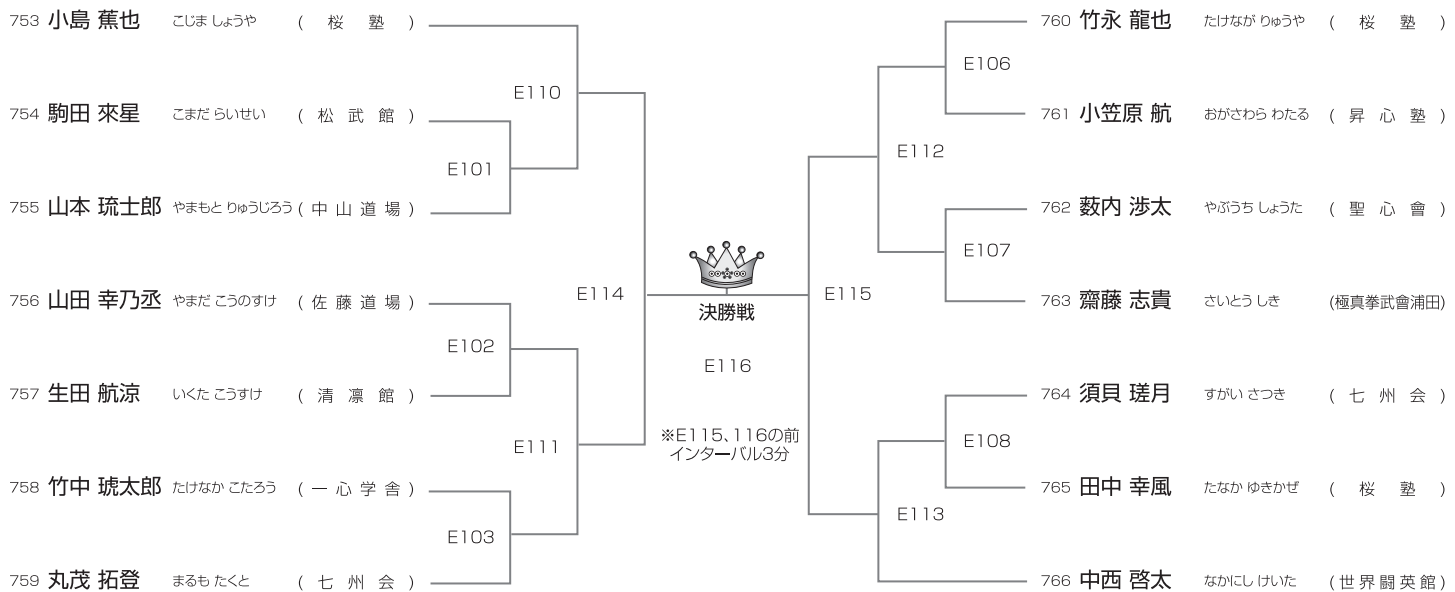 753 小島 蕉也 こじま しょうや ( 桜 塾 )
754 駒田 來星 こまだ らいせい ( 松 武 館 )
755 山本 琉士郎 やまもと りゅうじろう ( 中 山 道 場 )
756 山田 幸乃丞 やまだ こうのすけ ( 佐 藤 道 場 )
757 生田 航涼 いくた こうすけ ( 清 凛 館 )
758 竹中 琥太郎 たけなか こたろう ( 一 心 学 舎 )
759 丸茂 拓登 まるも たくと ( 七 州 会 )
E110
E101
E114
E102
E111
E103
決勝戦
E116
※E115、116の前
インターバル3分
E106
E112
E107
E115
E108
E113
760 竹永 龍也 たけなが りゅうや ( 桜 塾 )
761 小笠原 航 おがさわら わたる ( 昇 心 塾 )
762 薮内 渉太 やぶうち しょうた ( 聖 心 會 )
763 齋藤 志貴 さいとう しき (極真拳武會浦田)
764 須貝 瑳月 すがい さつき ( 七 州 会 )
765 田中 幸風 たなか ゆきかぜ ( 桜 塾 )
766 中西 啓太 なかにし けいた ( 世 界 闘 英 館 )